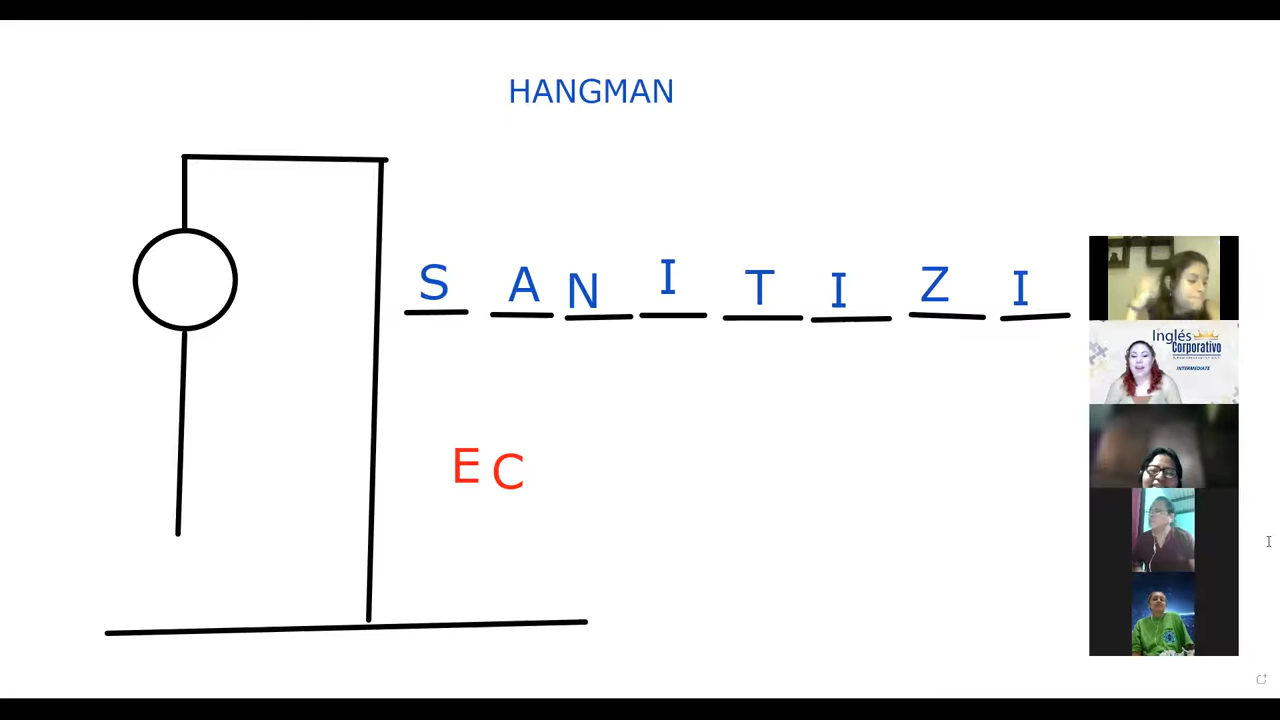 HANGMAN
S A N I T I Z I
E C
Inglés
Corporativo
INTERMEDIATE